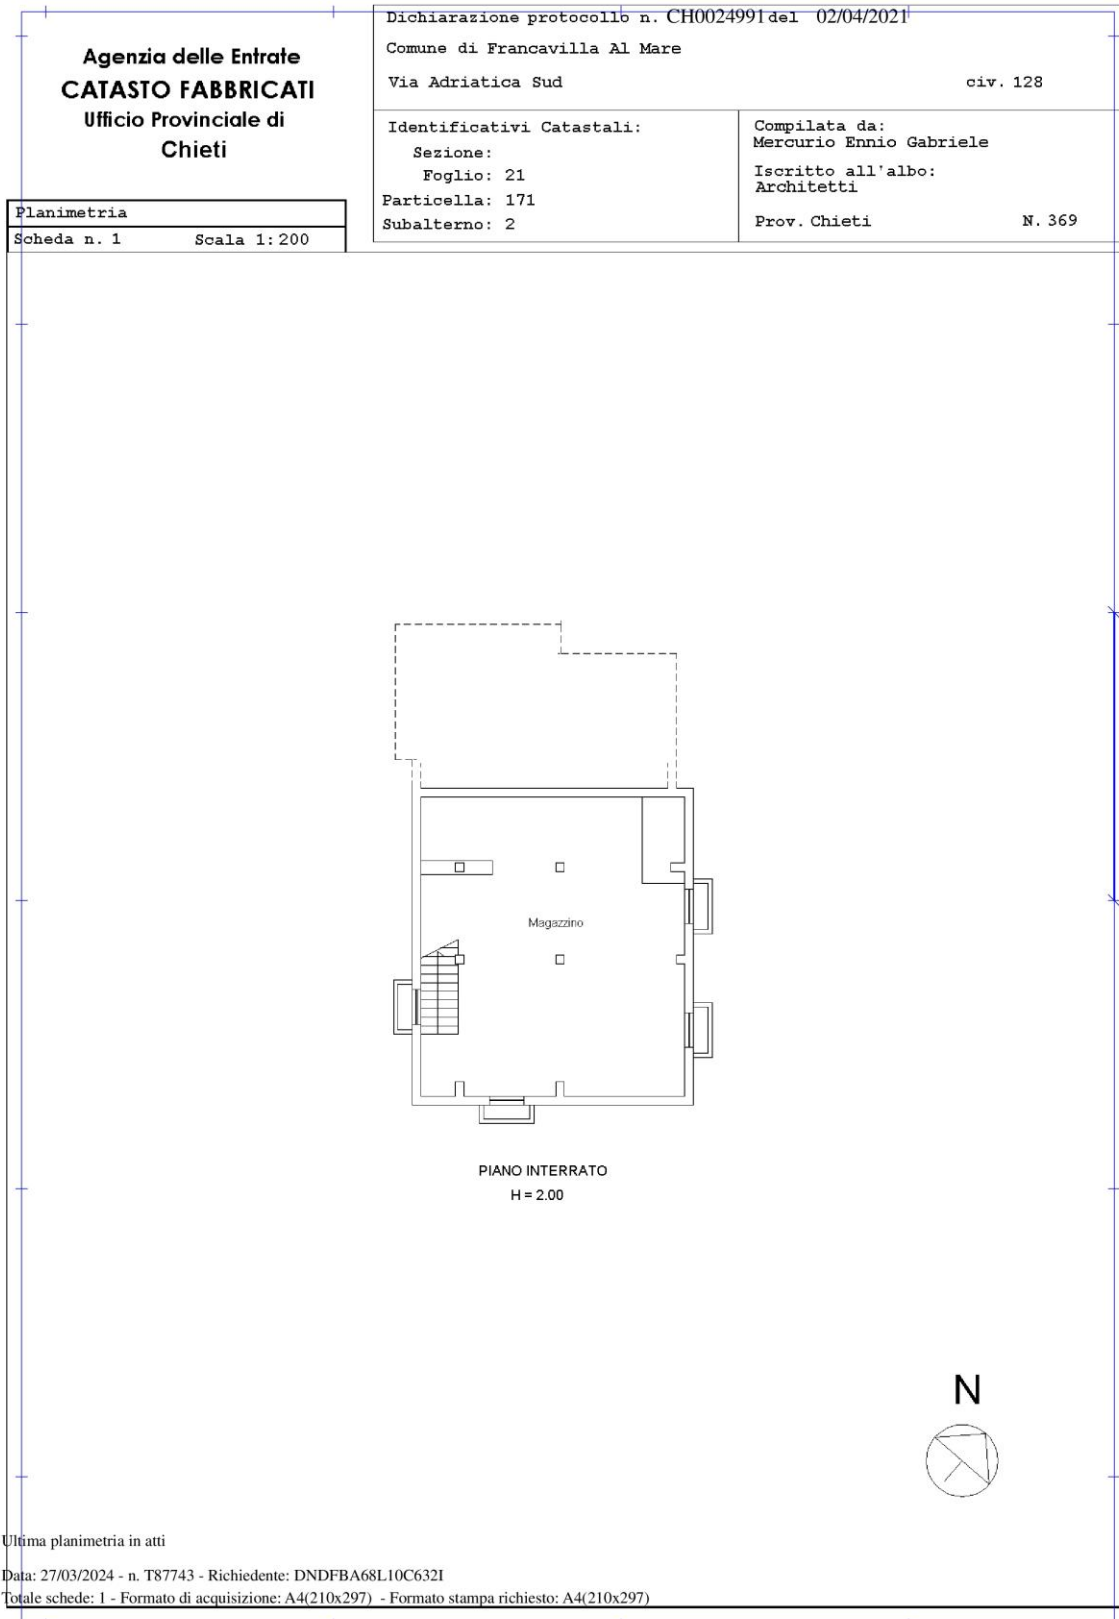 Agenzia delle Entrate
CATASTO FABBRICATI
Ufficio Provinciale di
Chieti
Dichiarazione protocollo n. CH0024991 del 02/04/2021
Comune di Francavilla Al Mare
Via Adriatica Sud civ. 128
Identificativi Catastali:
Sezione:
Foglio: 21
Particella: 171
Subalterno: 2
Compilata da:
Mercurio Ennio Gabriele
Iscritto all'albo:
Architetti
Prov. Chieti N. 369
Planimetria
Scheda n. 1 Scala 1:200
Magazzino
PIANO INTERRATO
H = 2.00
N
Ultima planimetria in atti
Data: 27/03/2024 - n. T87743 - Richiedente: DNDFBA68L10C632I
Totale schede: 1 - Formato di acquisizione: A4(210x297) - Formato stampa richiesto: A4(210x297)